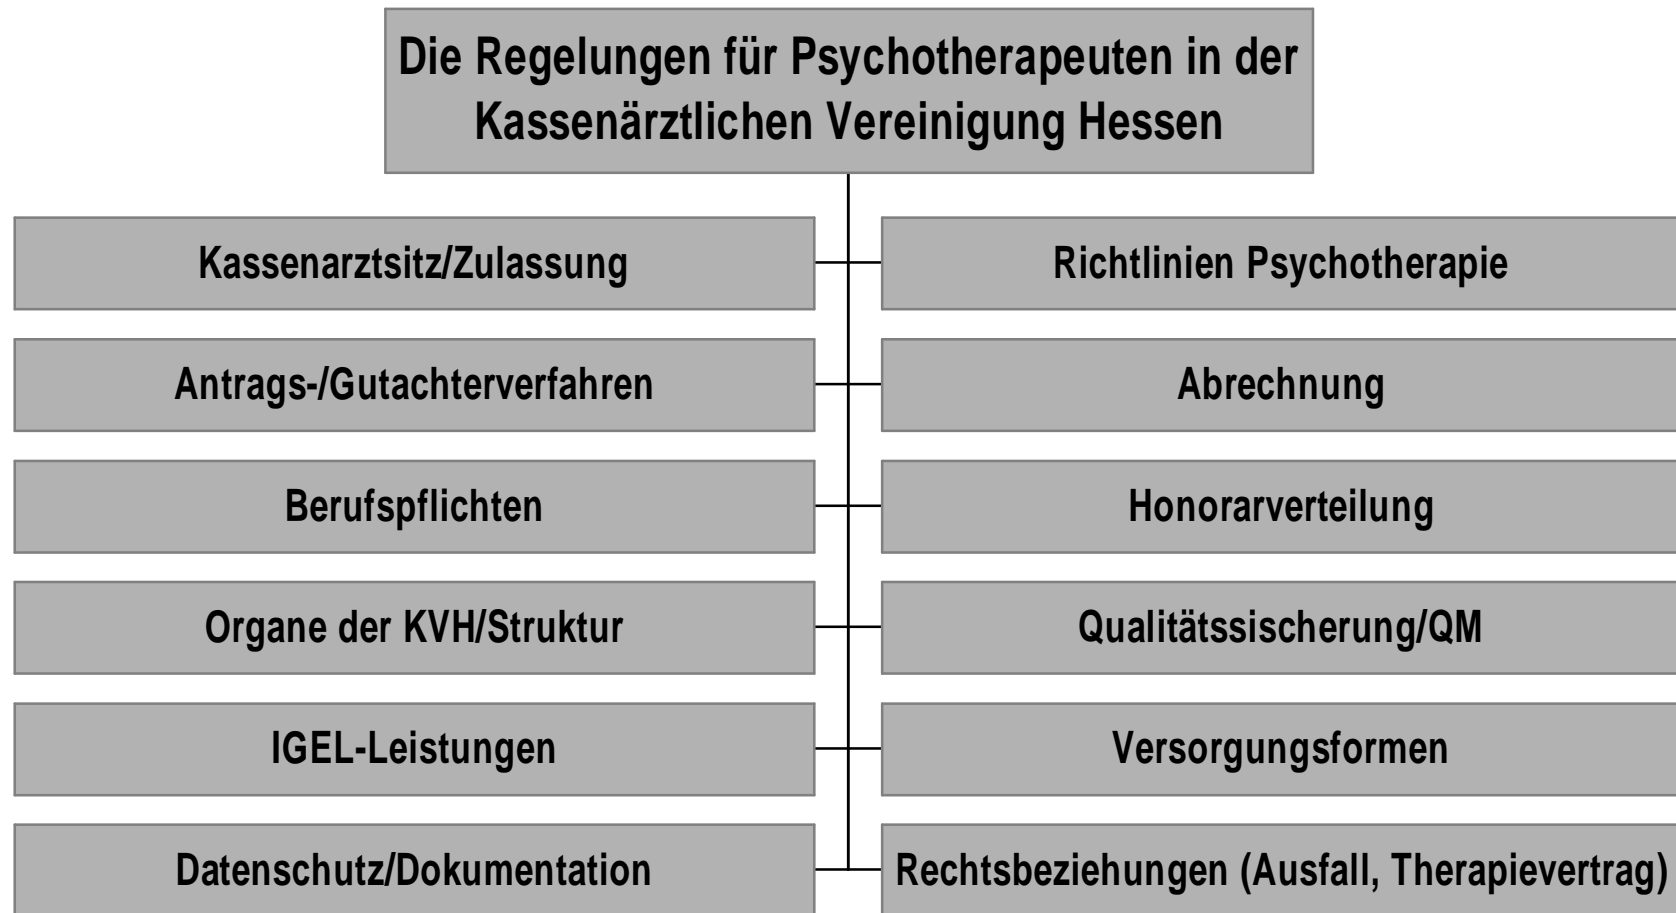 Die Regelungen für Psychotherapeuten in der
Kassenärztlichen Vereinigung Hessen
Kassenarztsitz/Zulassung
Richtlinien Psychotherapie
Antrags-/Gutachterverfahren
Abrechnung
Berufspflichten
Honorarverteilung
Organe der KVH/Struktur
Qualitätssischerung/QM
IGEL-Leistungen
Versorgungsformen
Datenschutz/Dokumentation
Rechtsbeziehungen (Ausfall, Therapievertrag)